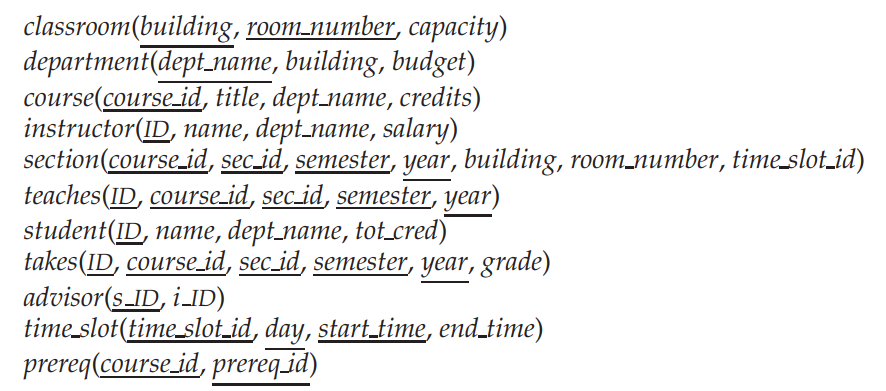 classroom(building, room_number, capacity)
department(dept_name, building, budget)
course(course_id, title, dept_name, credits)
instructor(ID, name, dept_name, salary)
section(course_id, sec_id, semester, year, building, room_number, time_slot_id)
teaches(ID, course_id, sec_id, semester, year)
student(ID, name, dept_name, tot_cred)
takes(ID, course_id, sec_id, semester, year, grade)
advisor(s_ID, i_ID)
time_slot(time_slot_id, day, start_time, end_time)
prereq(course_id, prereq_id)